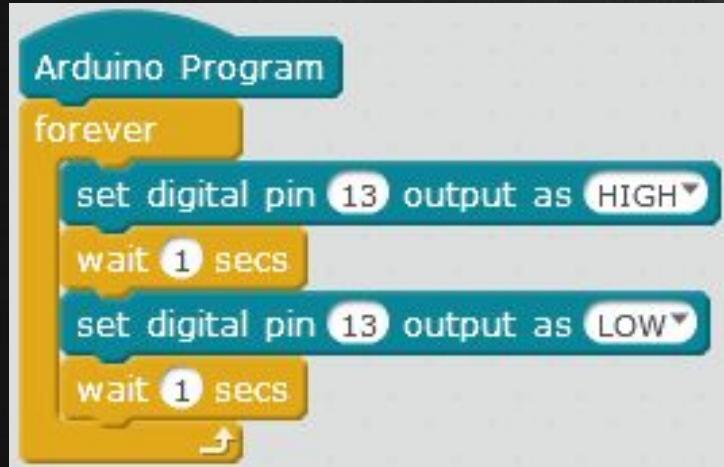 Arduino Program
forever
set digital pin 13 output as HIGH
wait 1 secs
set digital pin 13 output as LOW
wait 1 secs